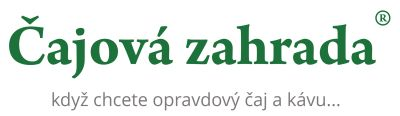 Čajová zahrada®
když chcete opravdový čaj a kávu...